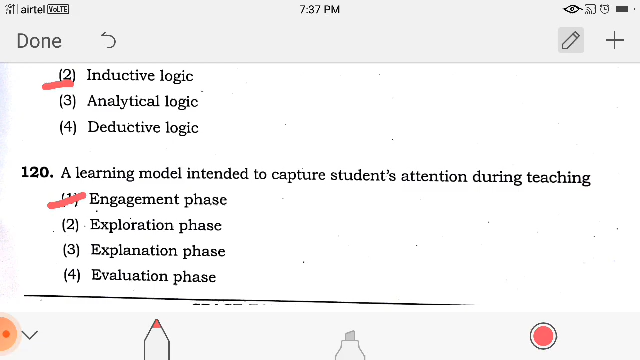 airtel VoLTE 7:37 PM
Done
(2) Inductive logic
(3) Analytical logic
(4) Deductive logic
120. A learning model intended to capture student's attention during teaching
(1) Engagement phase
(2) Exploration phase
(3) Explanation phase
(4) Evaluation phase